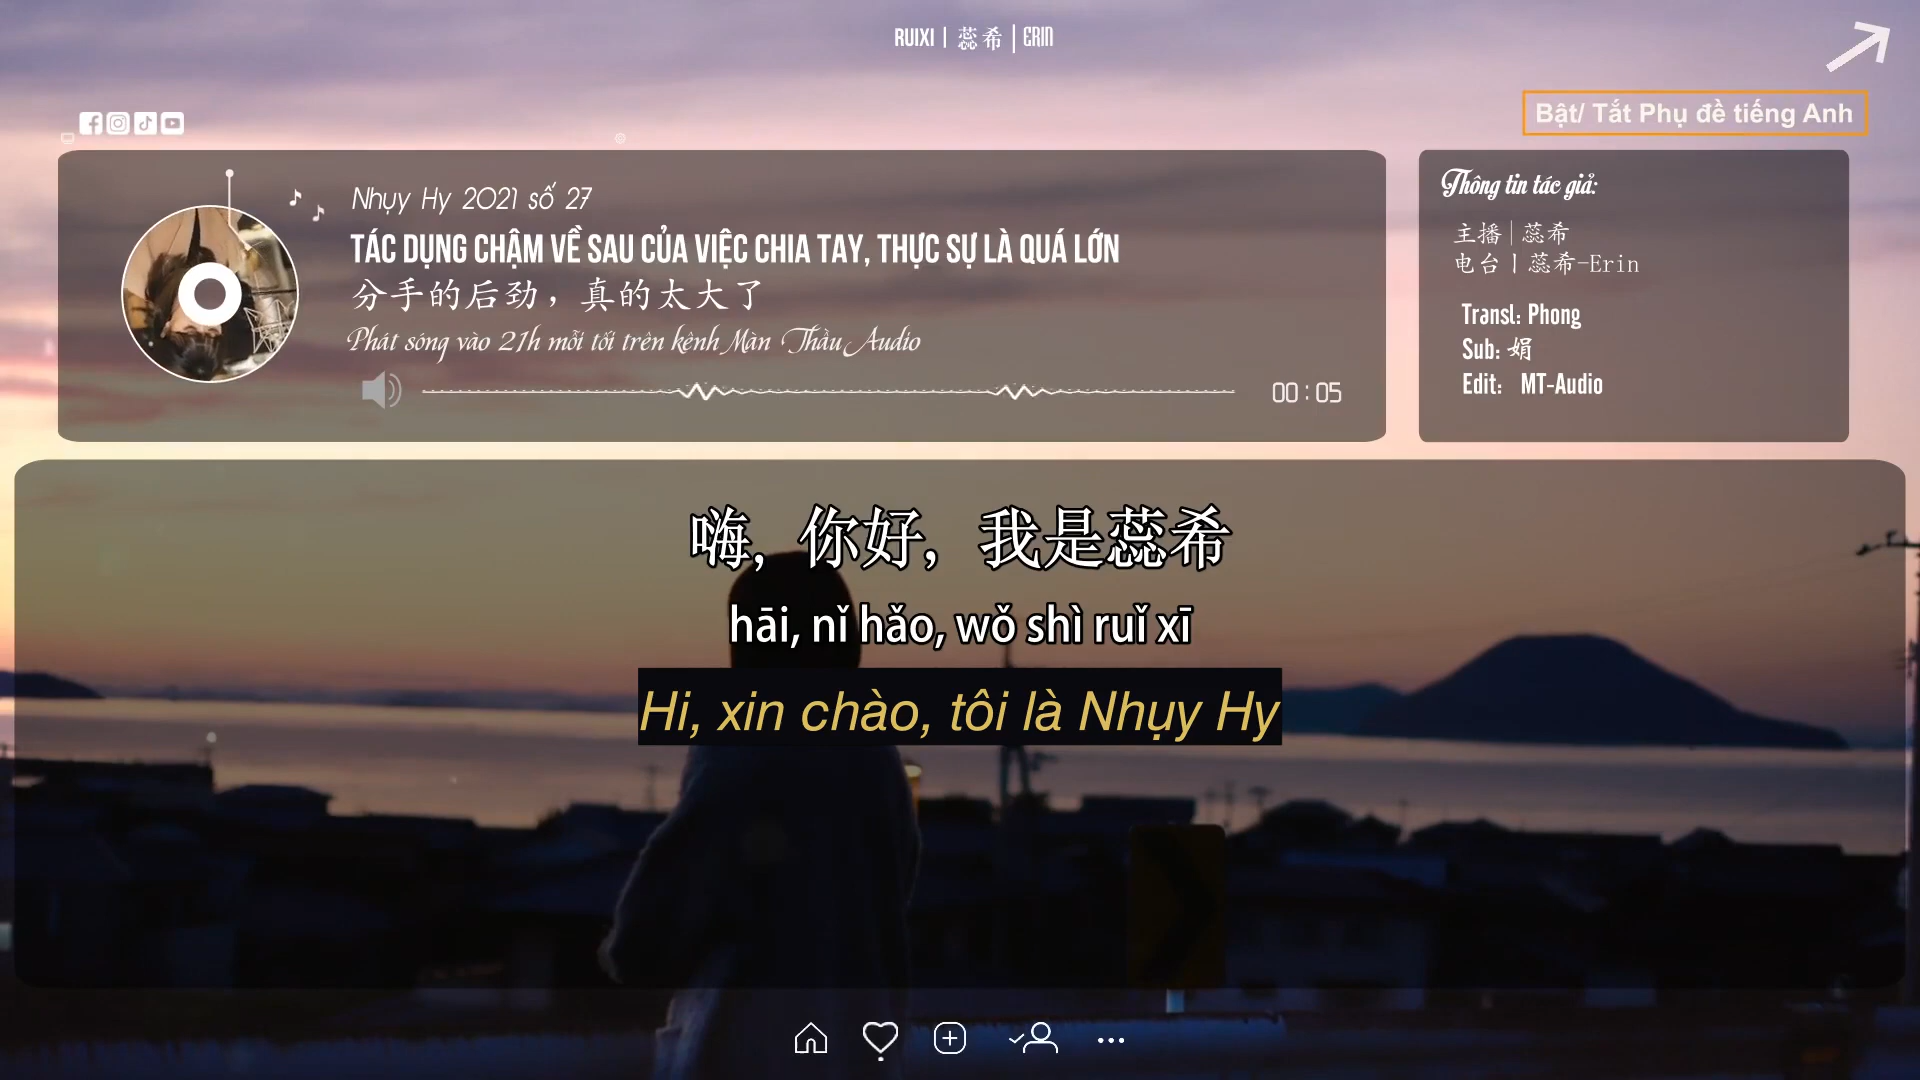 RUIXI | 蕊希 | ERIN
Bật/ Tắt Phụ đề tiếng Anh
Nhụy Hy 2021 số 27
TÁC DỤNG CHẬM VỀ SAU CỦA VIỆC CHIA TAY, THỰC SỰ LÀ QUÁ LỚN
分手的后劲，真的太大了
Phát sóng vào 21h mỗi tối trên kênh Màn Thầu Audio
00:05
Thông tin tác giả:
主播|蕊希
电台丨蕊希-Erin
Transl: Phong
Sub: 娟
Edit: MT-Audio
嗨，你好，我是蕊希
hāi, nǐ hǎo, wǒ shì ruǐ xī
Hi, xin chào, tôi là Nhụy Hy